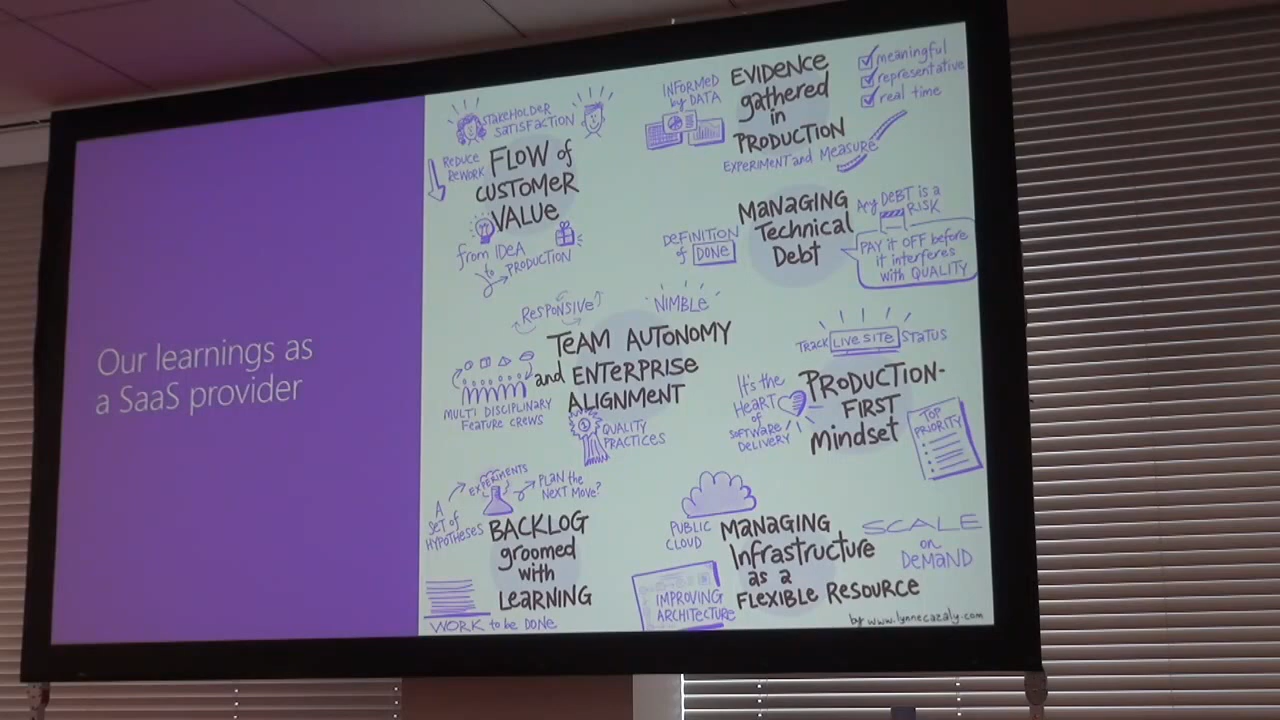 Our learnings as
a SaaS provider
STAKEHOLDER
SATISFACTION
REDUCE
REWORK
FLOW of
CUSTOMER
VALUE
from IDEA
to
PRODUCTION
INFORMED
by DATA
EVIDENCE
gathered
in
PRODUCTION
meaningful
representative
real time
EXPERIMENT and MEASURE
MANAGING
Technical
Debt
DEFINITION
of DONE
Any DEBT is a
RISK
PAY it OFF before
it interferes
with QUALITY
RESPONSIVE
NIMBLE
TEAM AUTONOMY
and ENTERPRISE
ALIGNMENT
MULTI DISCIPLINARY
Feature CREWS
1
QUALITY
PRACTICES
TRACK LIVE SITE STATUS
It's the
HEART
of
SOFTWARE
DELIVERY
PRODUCTION-
FIRST
mindset
TOP
PRIORITY
A
SET of
HYPOTHESES
EXPERIMENTS
PLAN the
NEXT MOVE?
BACKLOG
groomed
with
LEARNING
WORK to be DONE
PUBLIC
CLOUD
MANAGING
Infrastructure
as a
FLEXIBLE RESOURCE
SCALE
on
DEMAND
IMPROVING
ARCHITECTURE
by www.lynnecazaly.com